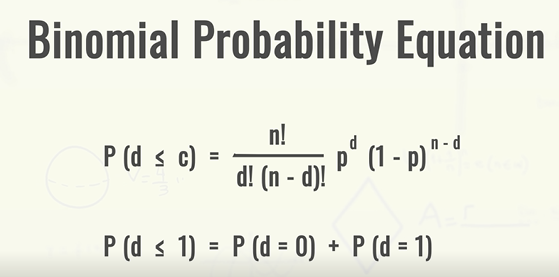 Binomial Probability Equation
P (d ≤ c) = n! / d! (n - d)! p^d (1 - p)^n - d
P (d ≤ 1) = P (d = 0) + P (d = 1)